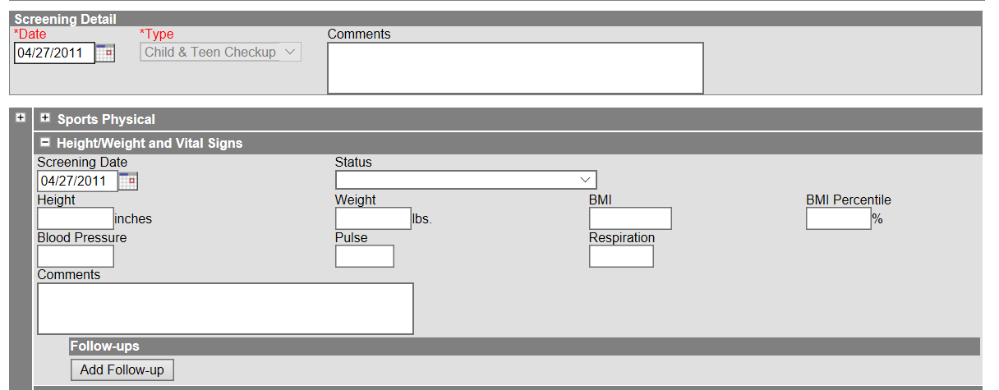 Screening Detail
*Date *Type Comments
04/27/2011 Child & Teen Checkup
Sports Physical
Height/Weight and Vital Signs
Screening Date Status
04/27/2011
Height Weight BMI BMI Percentile
inches lbs. %
Blood Pressure Pulse Respiration
Comments
Follow-ups
Add Follow-up